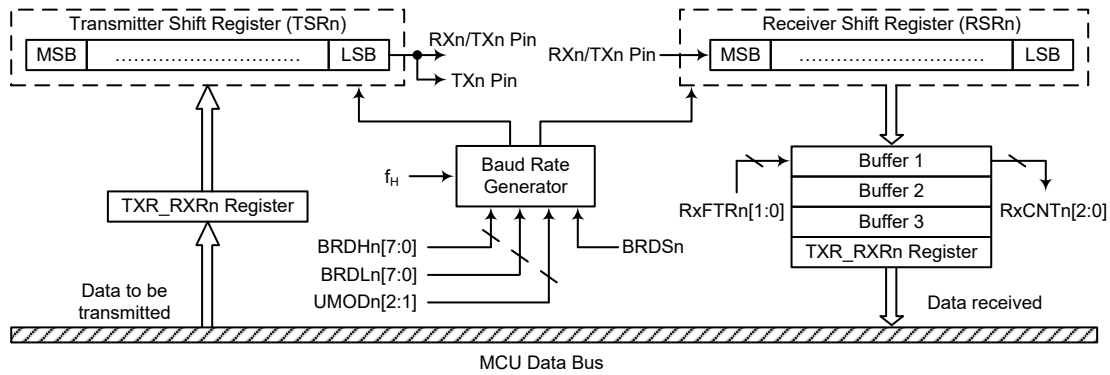 Transmitter Shift Register (TSRn)
MSB ............................ LSB
RXn/TXn Pin
TXn Pin
Receiver Shift Register (RSRn)
RXn/TXn Pin
MSB ............................ LSB
fH
Baud Rate
Generator
Buffer 1
Buffer 2
Buffer 3
TXR_RXRn Register
RxFTRn[1:0]
RxCNTn[2:0]
TXR_RXRn Register
BRDHn[7:0]
BRDLn[7:0]
UMODn[2:1]
BRDSn
Data to be
transmitted
Data received
MCU Data Bus